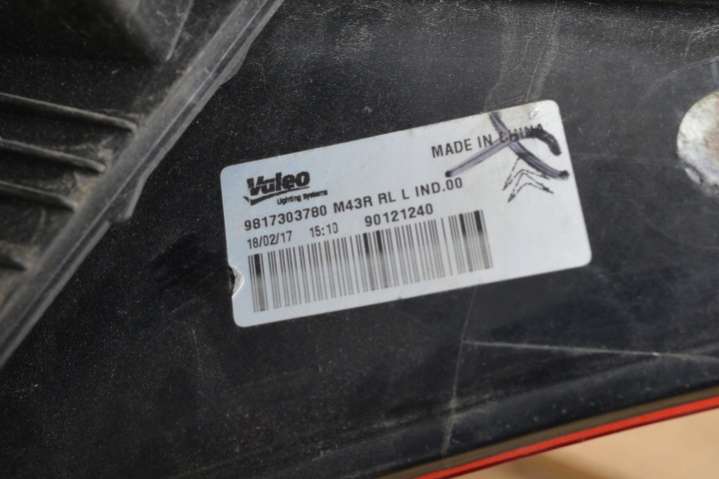 MADE IN CHINA
Valeo
Lighting Systems
9817303780 M43R RL L IND.00
18/02/17 15:10 90121240